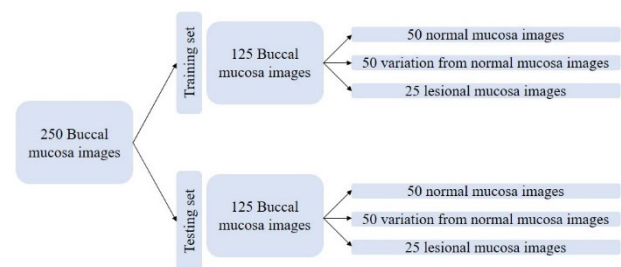 250 Buccal
mucosa images
Training set
125 Buccal
mucosa images
50 normal mucosa images
50 variation from normal mucosa images
25 lesional mucosa images
Testing set
125 Buccal
mucosa images
50 normal mucosa images
50 variation from normal mucosa images
25 lesional mucosa images